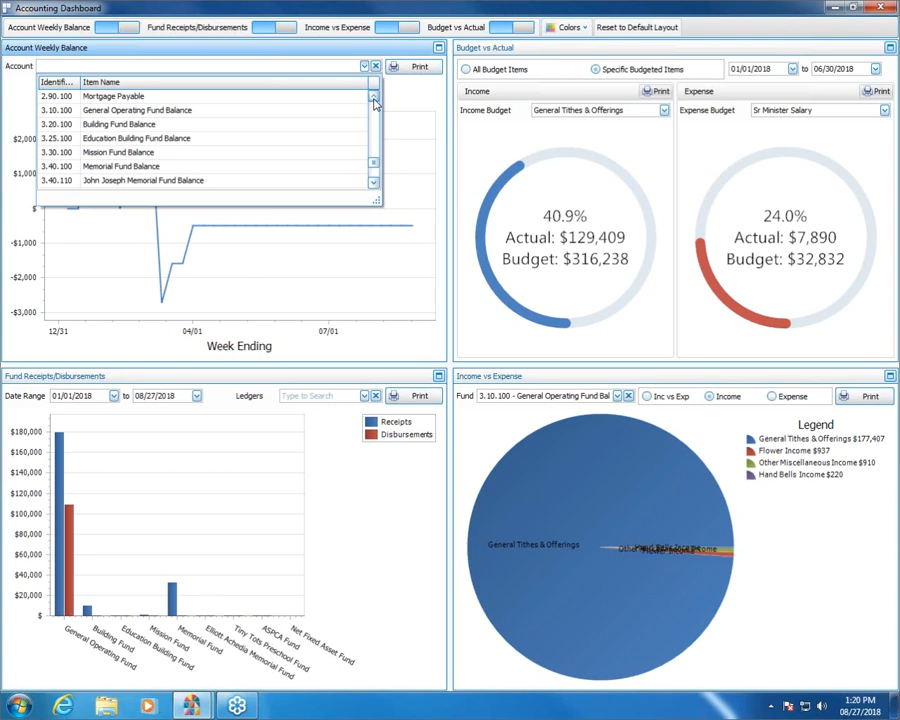 Accounting Dashboard
Account Weekly Balance
Fund Receipts/Disbursements
Income vs Expense
Budget vs Actual
Colors
Reset to Default Layout
Account Weekly Balance
Account
Print
Identifi... Item Name
2.90.100 Mortgage Payable
3.10.100 General Operating Fund Balance
3.20.100 Building Fund Balance
3.25.100 Education Building Fund Balance
3.30.100 Mission Fund Balance
3.40.100 Memorial Fund Balance
3.40.110 John Joseph Memorial Fund Balance
$2,000
$1,000
$
-$1,000
-$2,000
-$3,000
12/31 04/01 07/01
Week Ending
Budget vs Actual
All Budget Items
Specific Budgeted Items
01/01/2018 to 06/30/2018
Income
Print
Income Budget General Tithes & Offerings
40.9%
Actual: $129,409
Budget: $316,238
Expense
Print
Expense Budget Sr Minister Salary
24.0%
Actual: $7,890
Budget: $32,832
Fund Receipts/Disbursements
Date Range 01/01/2018 to 08/27/2018
Ledgers Type to Search
Print
Receipts
Disbursements
$180,000
$160,000
$140,000
$120,000
$100,000
$80,000
$60,000
$40,000
$20,000
$
General Operating Fund
Building Fund
Education Building Fund
Mission Fund
Memorial Fund
Elliott Achedia Memorial Fund
Tiny Tots Preschool Fund
ASPCA Fund
Net Fixed Asset Fund
Income vs Expense
Fund 3.10.100 - General Operating Fund Bal
Inc vs Exp
Income
Expense
Print
Legend
General Tithes & Offerings $177,407
Flower Income $937
Other Miscellaneous Income $910
Hand Bells Income $220
General Tithes & Offerings
1:20 PM
08/27/2018